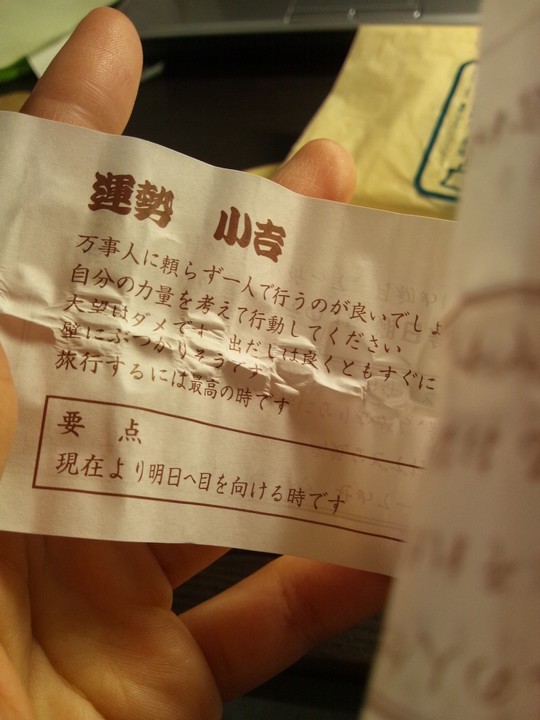 運勢 小吉
万事人に頼らず一人で行うのが良いでしょ
自分の力量を考えて行動してください
大望はダメです 出だしは良くともすぐに
壁にぶつかりそうです
旅行するには最高の時です
要点
現在より明日へ目を向ける時です